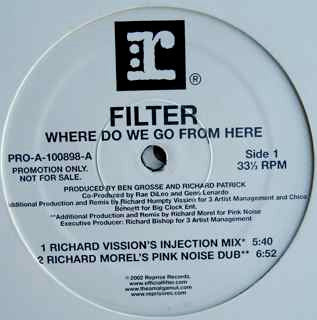 r ®
FILTER
WHERE DO WE GO FROM HERE
PRO-A-100898-A
PROMOTION ONLY.
NOT FOR SALE.
Side 1
33⅓ RPM
PRODUCED BY BEN GROSSE AND RICHARD PATRICK
Co-Produced by Rae DiLeo and Geno Lenardo
Additional Production and Remix by Richard Humpty Vission for 3 Artist Management and Chico
Bennett for Big Clock Ent.
**Additional Production and Remix by Richard Morel for Pink Noise
Executive Producer: Richard Bishop for 3 Artist Management
1 RICHARD VISSION'S INJECTION MIX* 5:40
2 RICHARD MOREL'S PINK NOISE DUB** 6:52
℗2002 Reprise Records.
www.officialfilter.com
www.theamalgamut.com
www.repriserec.com